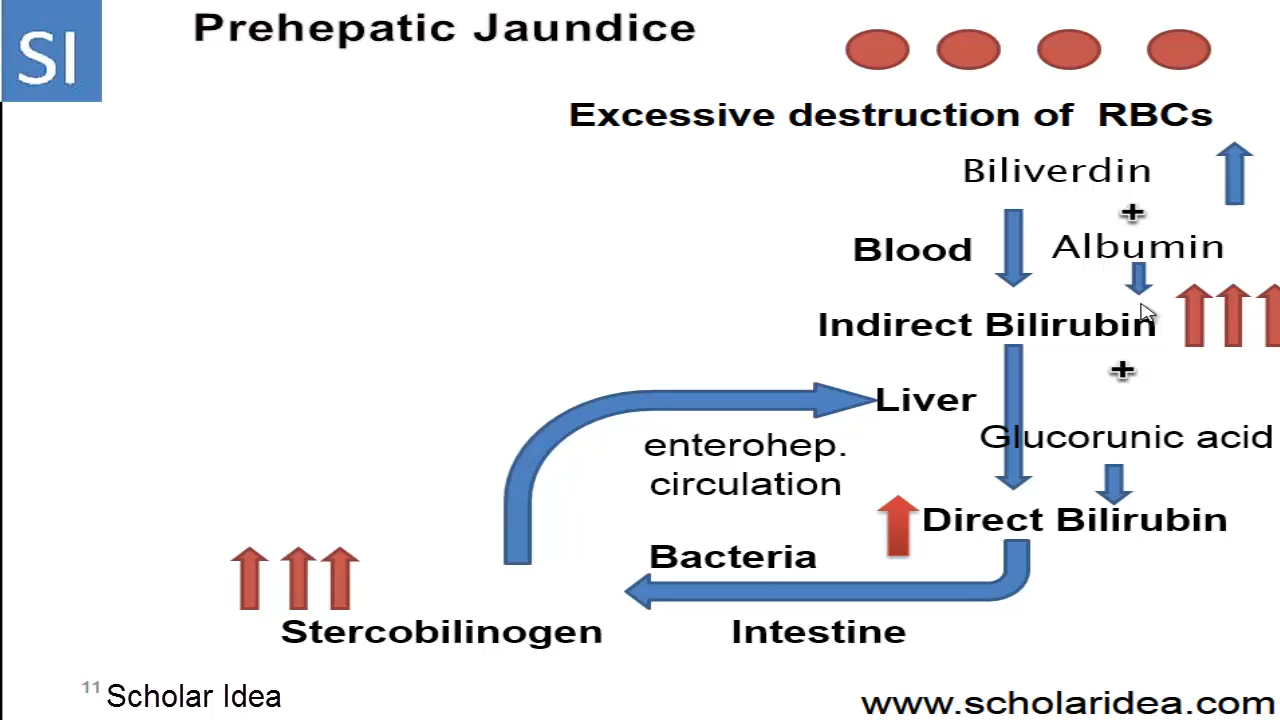 SI
Prehepatic Jaundice
Excessive destruction of RBCs
Biliverdin
+
Blood
Albumin
Indirect Bilirubin
+
Liver
Glucorunic acid
enterohep.
circulation
Direct Bilirubin
Bacteria
Stercobilinogen
Intestine
11 Scholar Idea
www.scholaridea.com